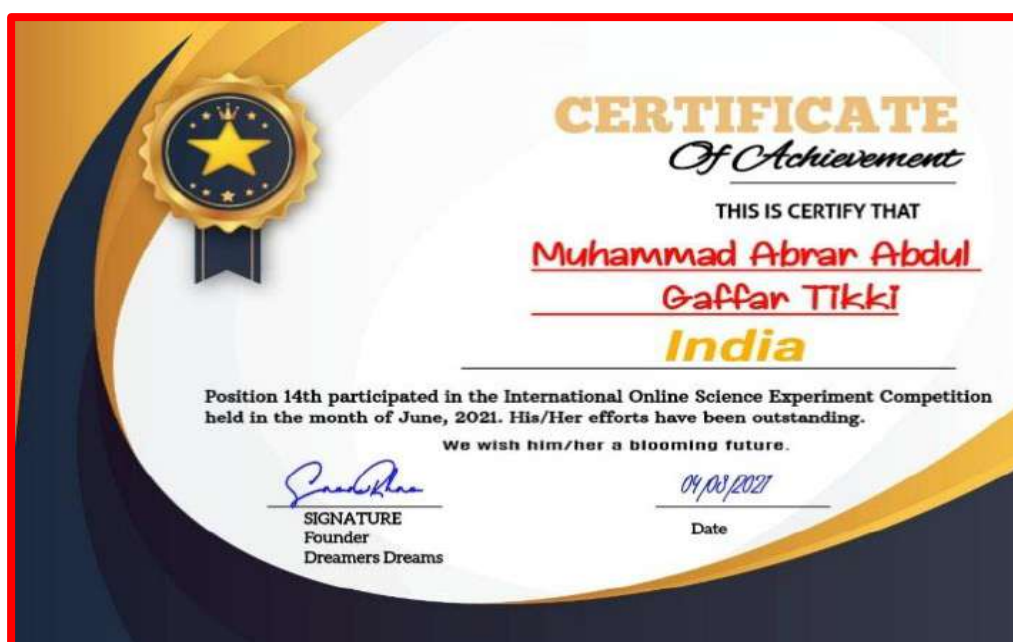 CERTIFICATE
Of Achievement
THIS IS CERTIFY THAT
Muhammad Abrar Abdul
Gaffar Tikki
India
Position 14th participated in the International Online Science Experiment Competition
held in the month of June, 2021. His/Her efforts have been outstanding.
We wish him/her a blooming future.
04/08/2021
SIGNATURE
Founder
Dreamers Dreams
Date